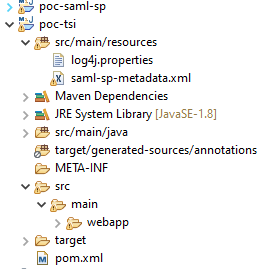 poc-saml-sp
poc-tsi
src/main/resources
log4j.properties
saml-sp-metadata.xml
Maven Dependencies
JRE System Library [JavaSE-1.8]
src/main/java
target/generated-sources/annotations
META-INF
src
main
webapp
target
pom.xml